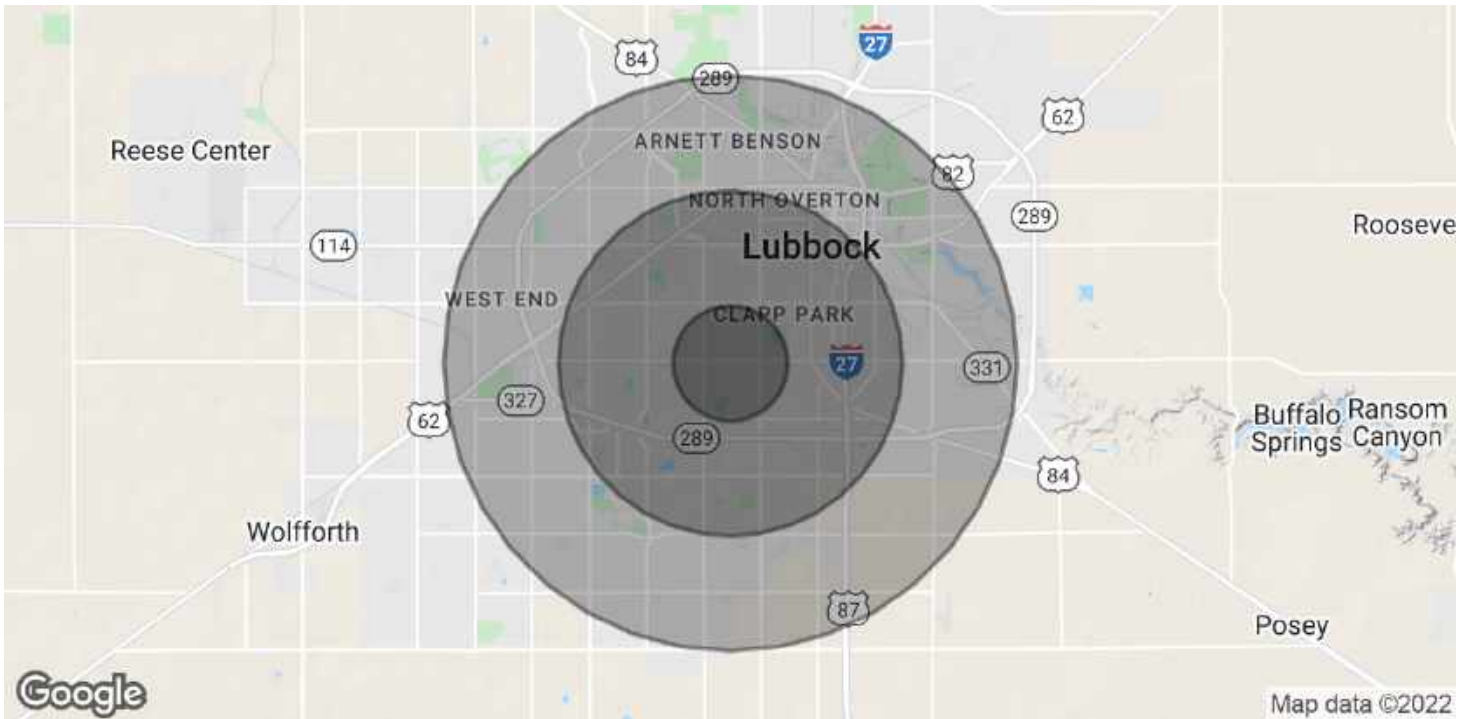 27
84
289
62
ARNETT BENSON
Reese Center
82
NORTH OVERTON
289
Rooseve
114
Lubbock
WEST END
CLAPP PARK
27
331
327
62
Buffalo
Springs
Ransom
Canyon
289
84
Wolfforth
87
Posey
Google
Map data ©2022